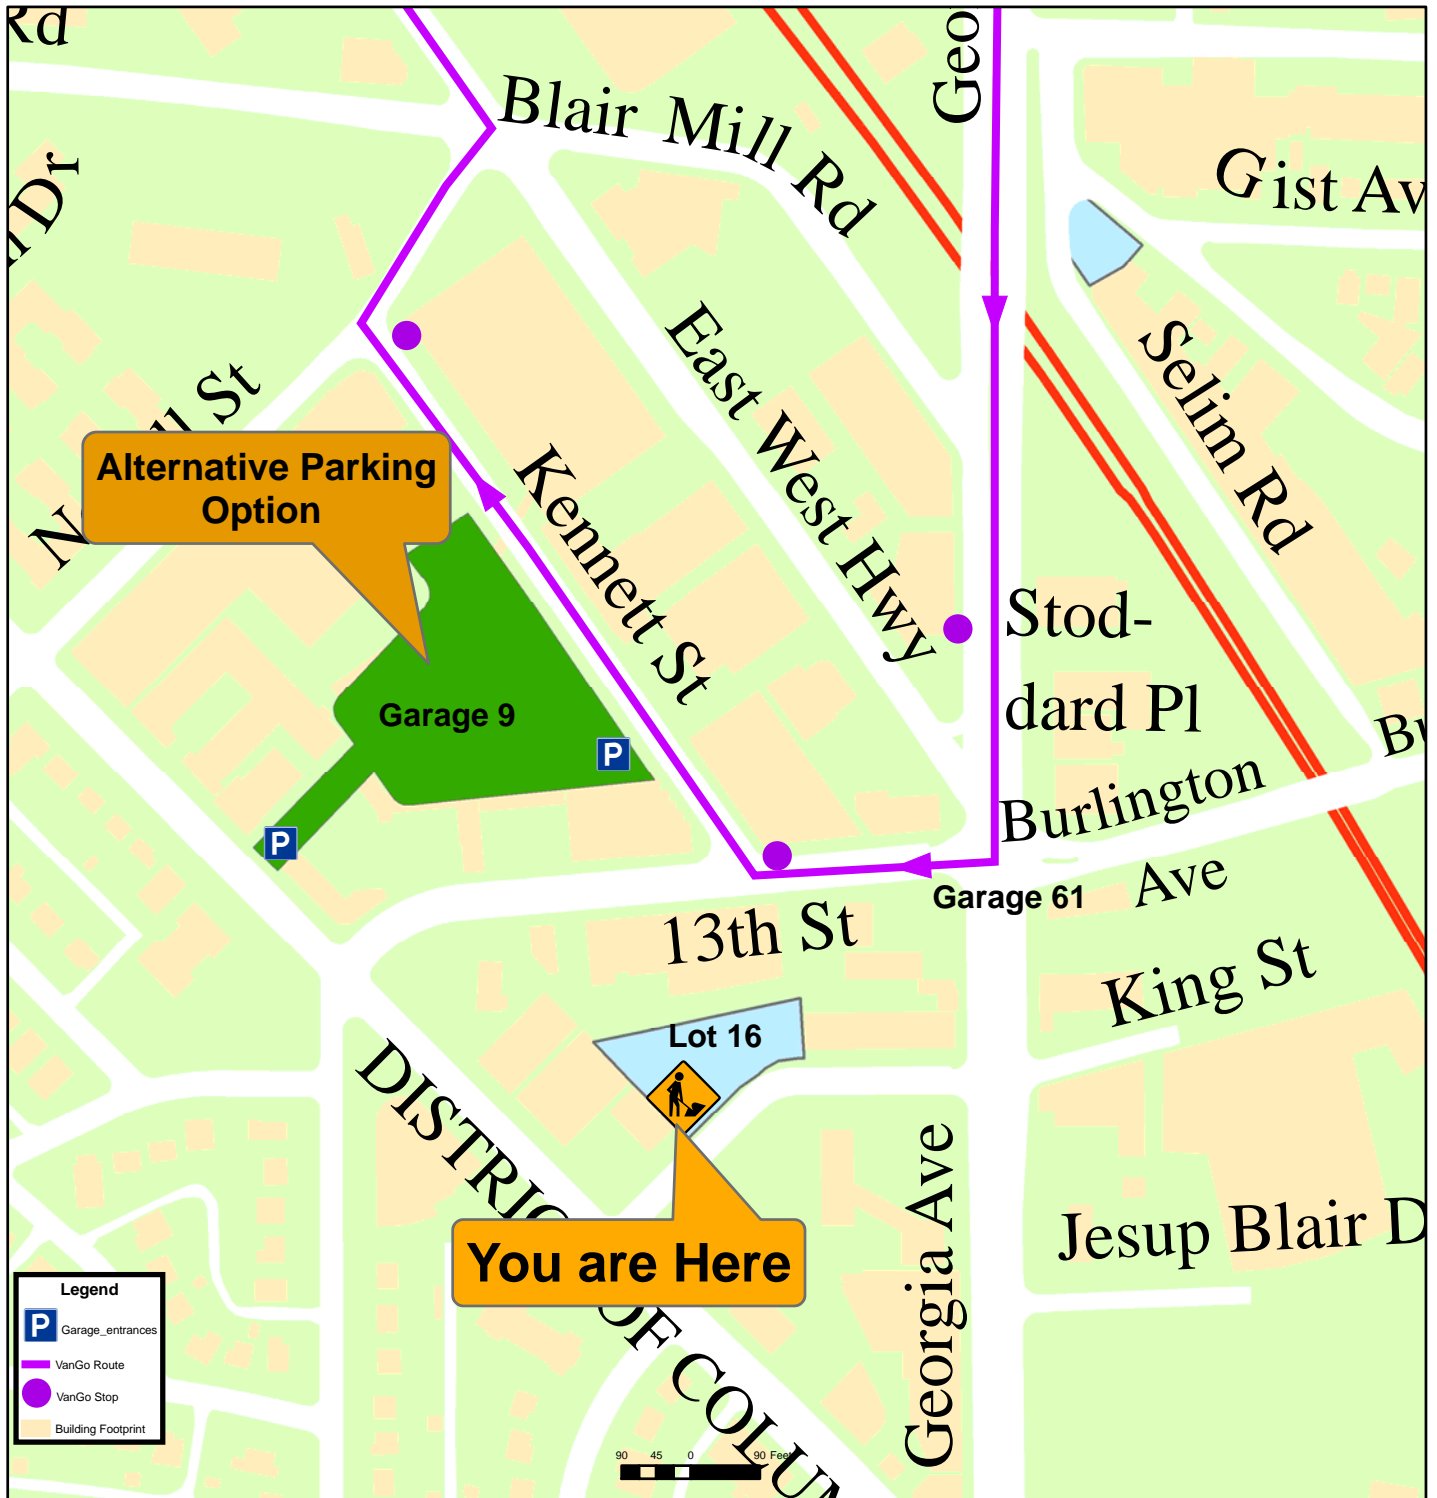 Rd
Geo
Blair Mill Rd
Gist Av
Dr
East West Hwy
Selim Rd
St
Alternative Parking
Option
Kennett St
Stod-
dard Pl
Garage 9
P
P
Burlington
Ave
Garage 61
13th St
King St
Lot 16
DISTRIC
OF COLUM
You are Here
Georgia Ave
Jesup Blair D
Legend
P
Garage_entrances
VanGo Route
VanGo Stop
Building Footprint
90 45 0 90 Feet